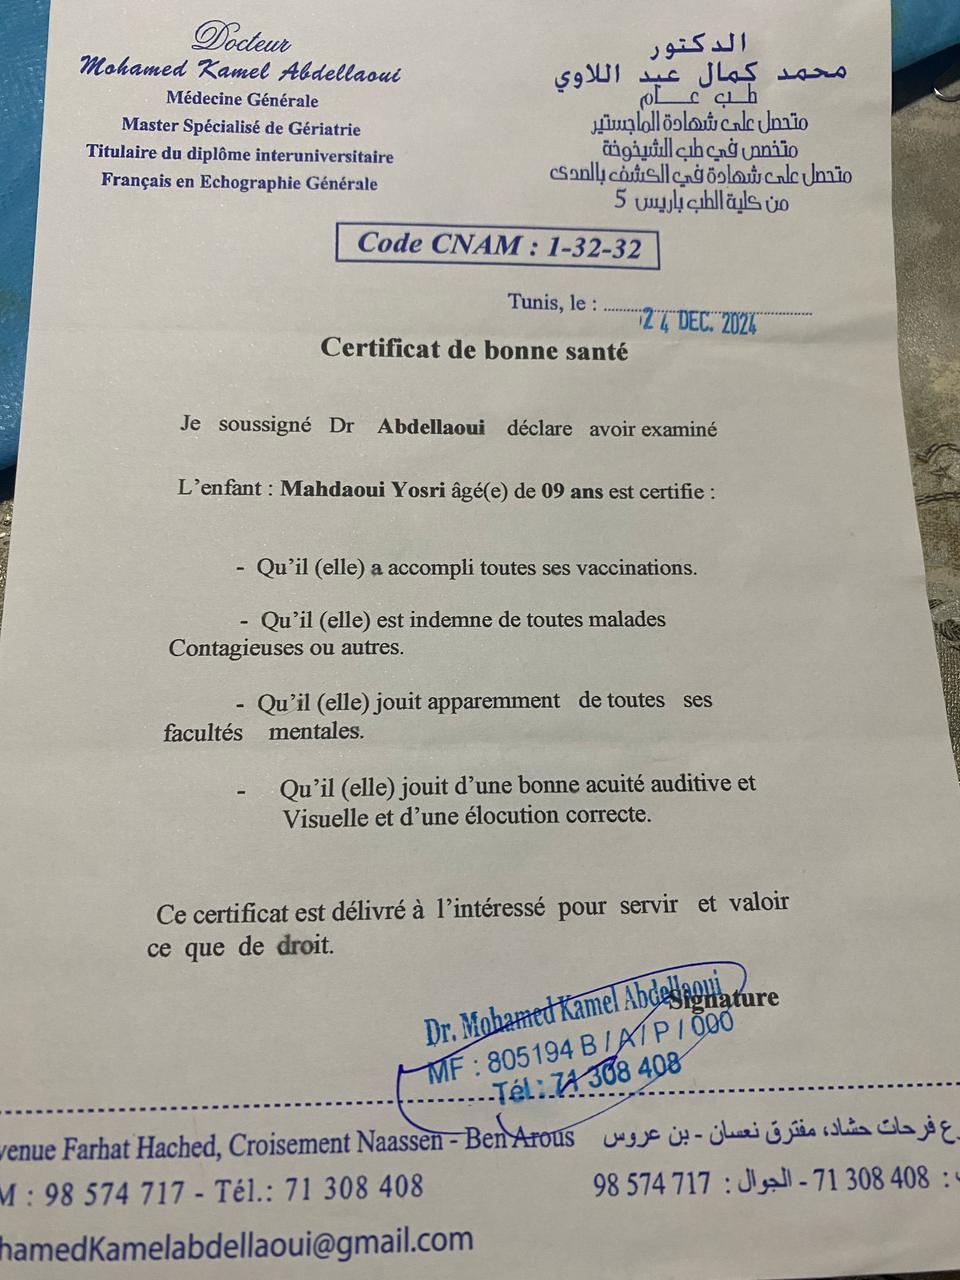 Docteur
Mohamed Kamel Abdellaoui
Médecine Générale
Master Spécialisé de Gériatrie
Titulaire du diplôme interuniversitaire
Français en Echographie Générale
الدكتور
محمد كمال عبد اللاوي
طب عام
متحصل على شهادة الماجستير
متخصص في طب الشيخوخة
متحصل على شهادة في الكشف بالصدى
من كلية الطب باريس 5
Code CNAM : 1-32-32
Tunis, le : 24 DEC. 2024
Certificat de bonne santé
Je soussigné Dr Abdellaoui déclare avoir examiné
L'enfant : Mahdaoui Yosri âgé(e) de 09 ans est certifie :
- Qu'il (elle) a accompli toutes ses vaccinations.
- Qu'il (elle) est indemne de toutes malades
Contagieuses ou autres.
- Qu'il (elle) jouit apparemment de toutes ses
facultés mentales.
- Qu'il (elle) jouit d'une bonne acuité auditive et
Visuelle et d'une élocution correcte.
Ce certificat est délivré à l'intéressé pour servir et valoir
ce que de droit.
Signature
Dr. Mohamed Kamel Abdellaoui
MF : 805194 B / A / P / 000
Tél : 71 308 408
venue Farhat Hached, Croisement Naassen - Ben Arous
ع فرحات حشاد، مفترق نعسان - بن عروس
M : 98 574 717 - Tél.: 71 308 408
: 71 308 408 - الجوال : 98 574 717
hamedKamelabdellaoui@gmail.com